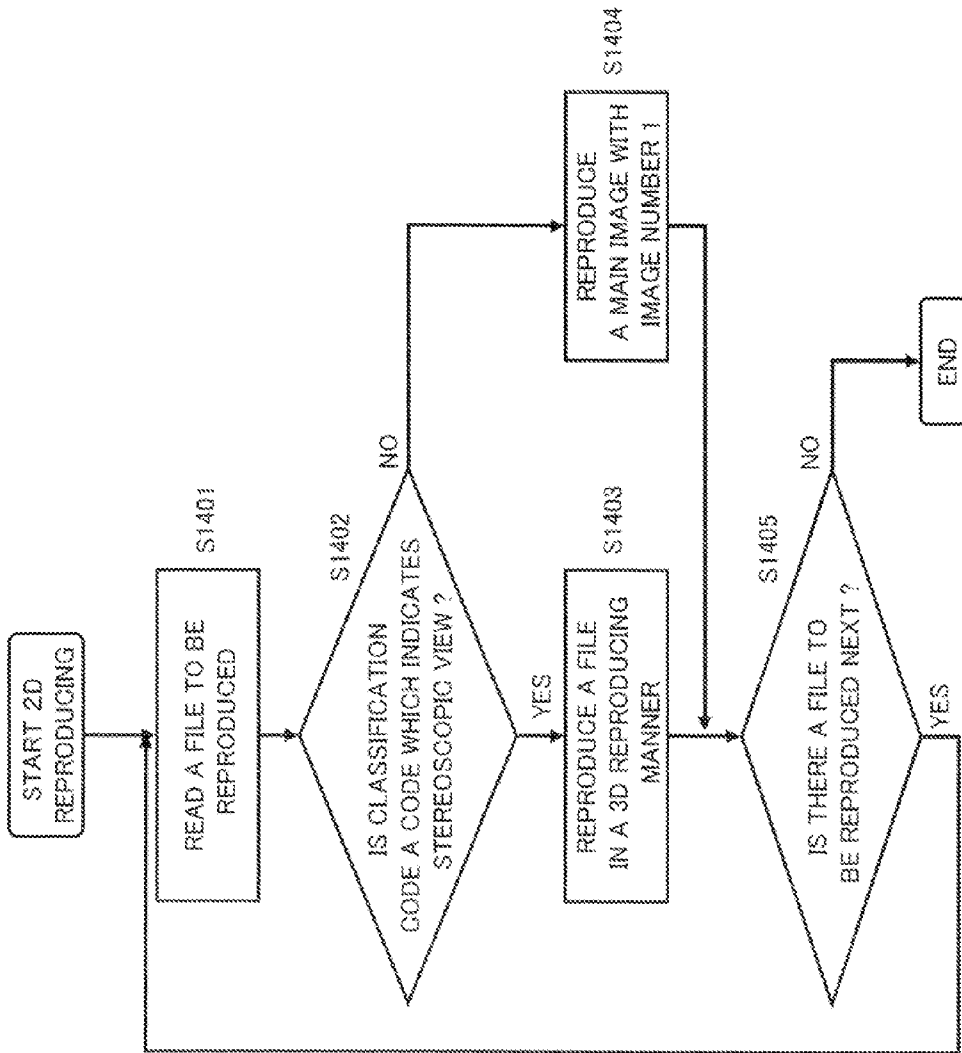 START 2D
REPRODUCING
READ A FILE TO BE
REPRODUCED
S1401
IS CLASSIFICATION
CODE A CODE WHICH INDICATES
STEREOSCOPIC VIEW ?
S1402
NO
YES
REPRODUCE A FILE
IN A 3D REPRODUCING
MANNER
S1403
REPRODUCE
A MAIN IMAGE WITH
IMAGE NUMBER 1
S1404
IS THERE A FILE TO
BE REPRODUCED NEXT ?
S1405
NO
YES
END